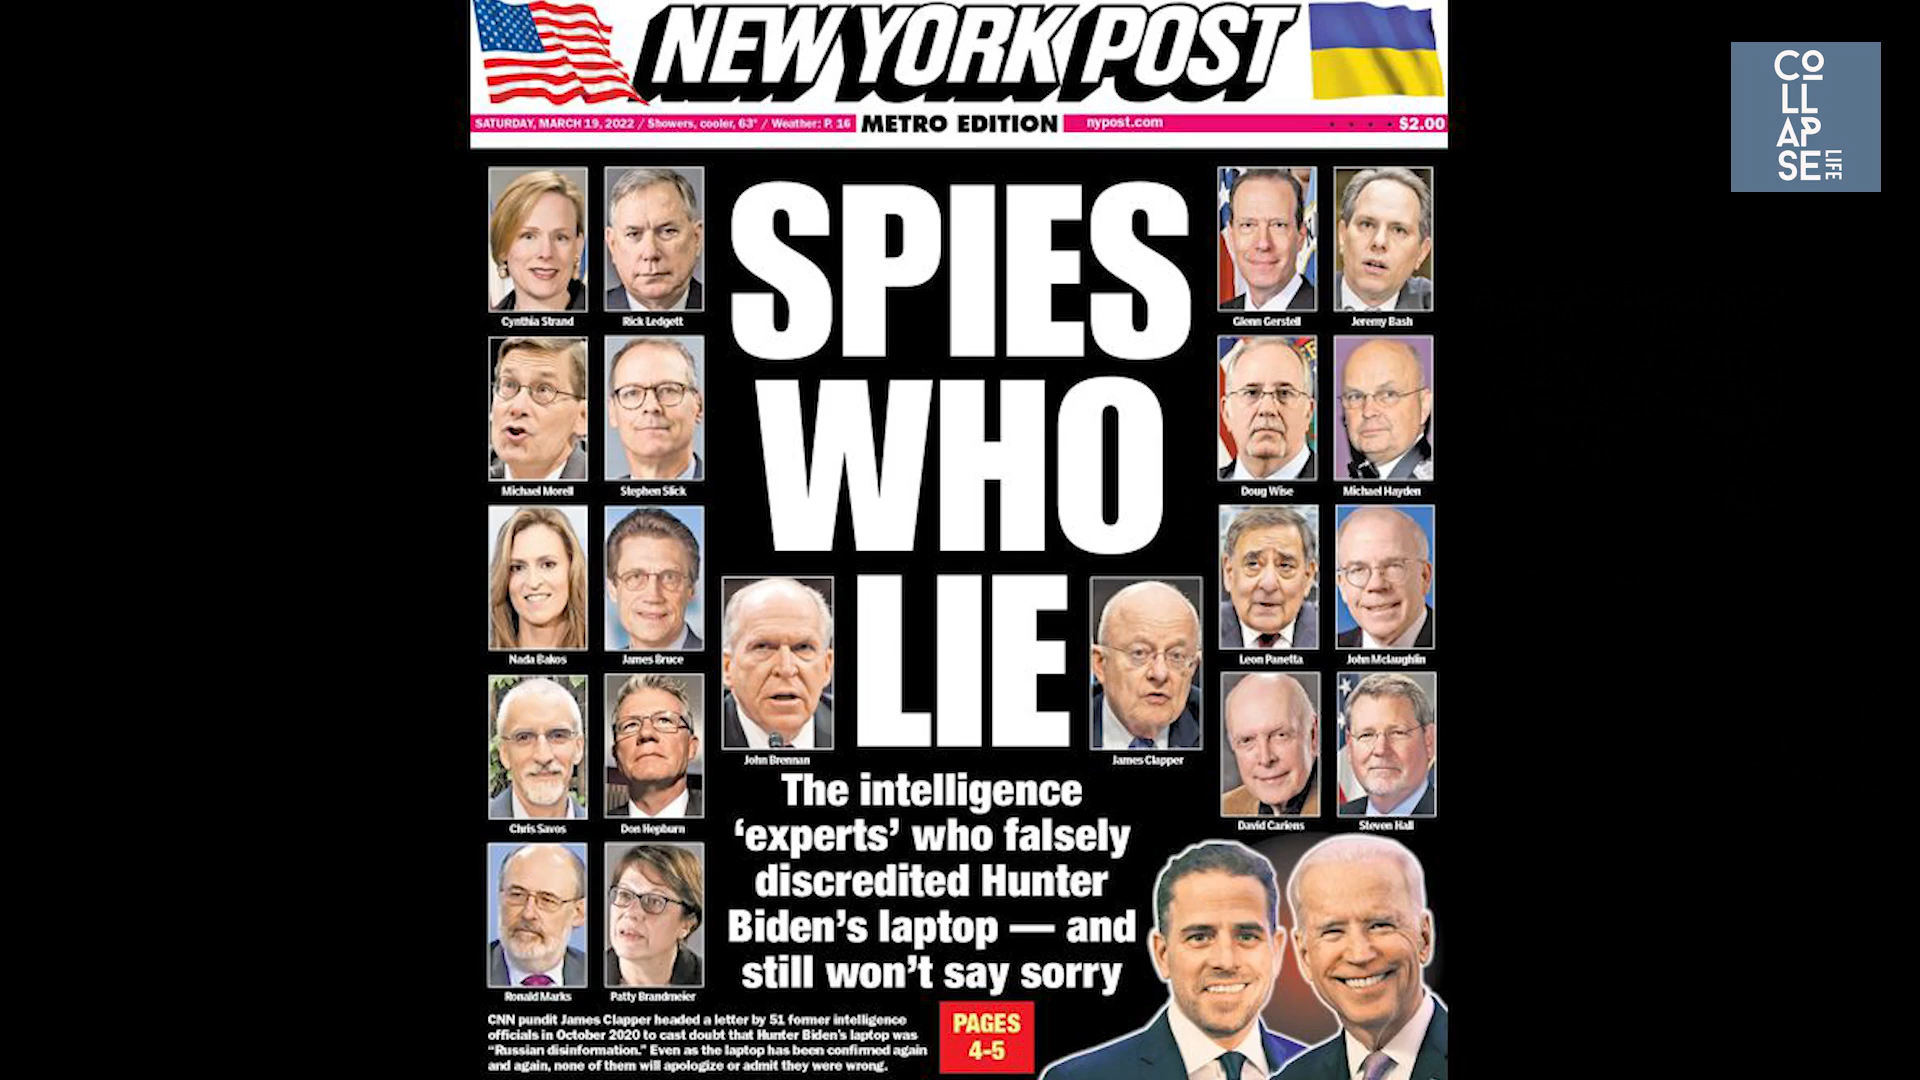 NEW YORK POST
SATURDAY, MARCH 19, 2022 / Showers, cooler, 63° / Weather: P. 16
METRO EDITION
nypost.com
$2.00
CO
LL
AP
SE
LIFE
SPIES
WHO
LIE
Cynthia Strand
Rick Ledgett
Glenn Gerstell
Jeremy Bash
Michael Morell
Stephen Slick
Doug Wise
Michael Hayden
Nada Bakos
James Bruce
Leon Panetta
John Mclaughlin
John Brennan
James Clapper
Chris Savos
Don Hepburn
David Cariens
Steven Hall
Ronald Marks
Patty Brandmeier
The intelligence
‘experts’ who falsely
discredited Hunter
Biden’s laptop — and
still won’t say sorry
CNN pundit James Clapper headed a letter by 51 former intelligence
officials in October 2020 to cast doubt that Hunter Biden’s laptop was
“Russian disinformation.” Even as the laptop has been confirmed again
and again, none of them will apologize or admit they were wrong.
PAGES
4-5